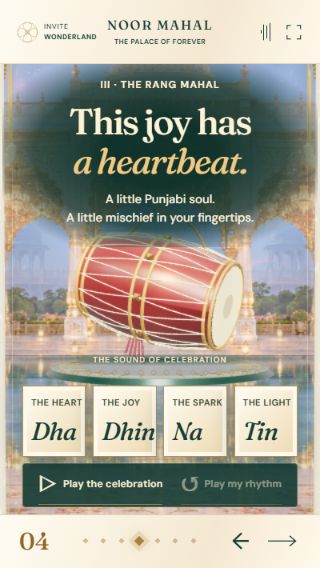 INVITE
WONDERLAND
NOOR MAHAL
THE PALACE OF FOREVER
III · THE RANG MAHAL
This joy has
a heartbeat.
A little Punjabi soul.
A little mischief in your fingertips.
THE SOUND OF CELEBRATION
THE HEART
Dha
THE JOY
Dhin
THE SPARK
Na
THE LIGHT
Tin
Play the celebration
Play my rhythm
04